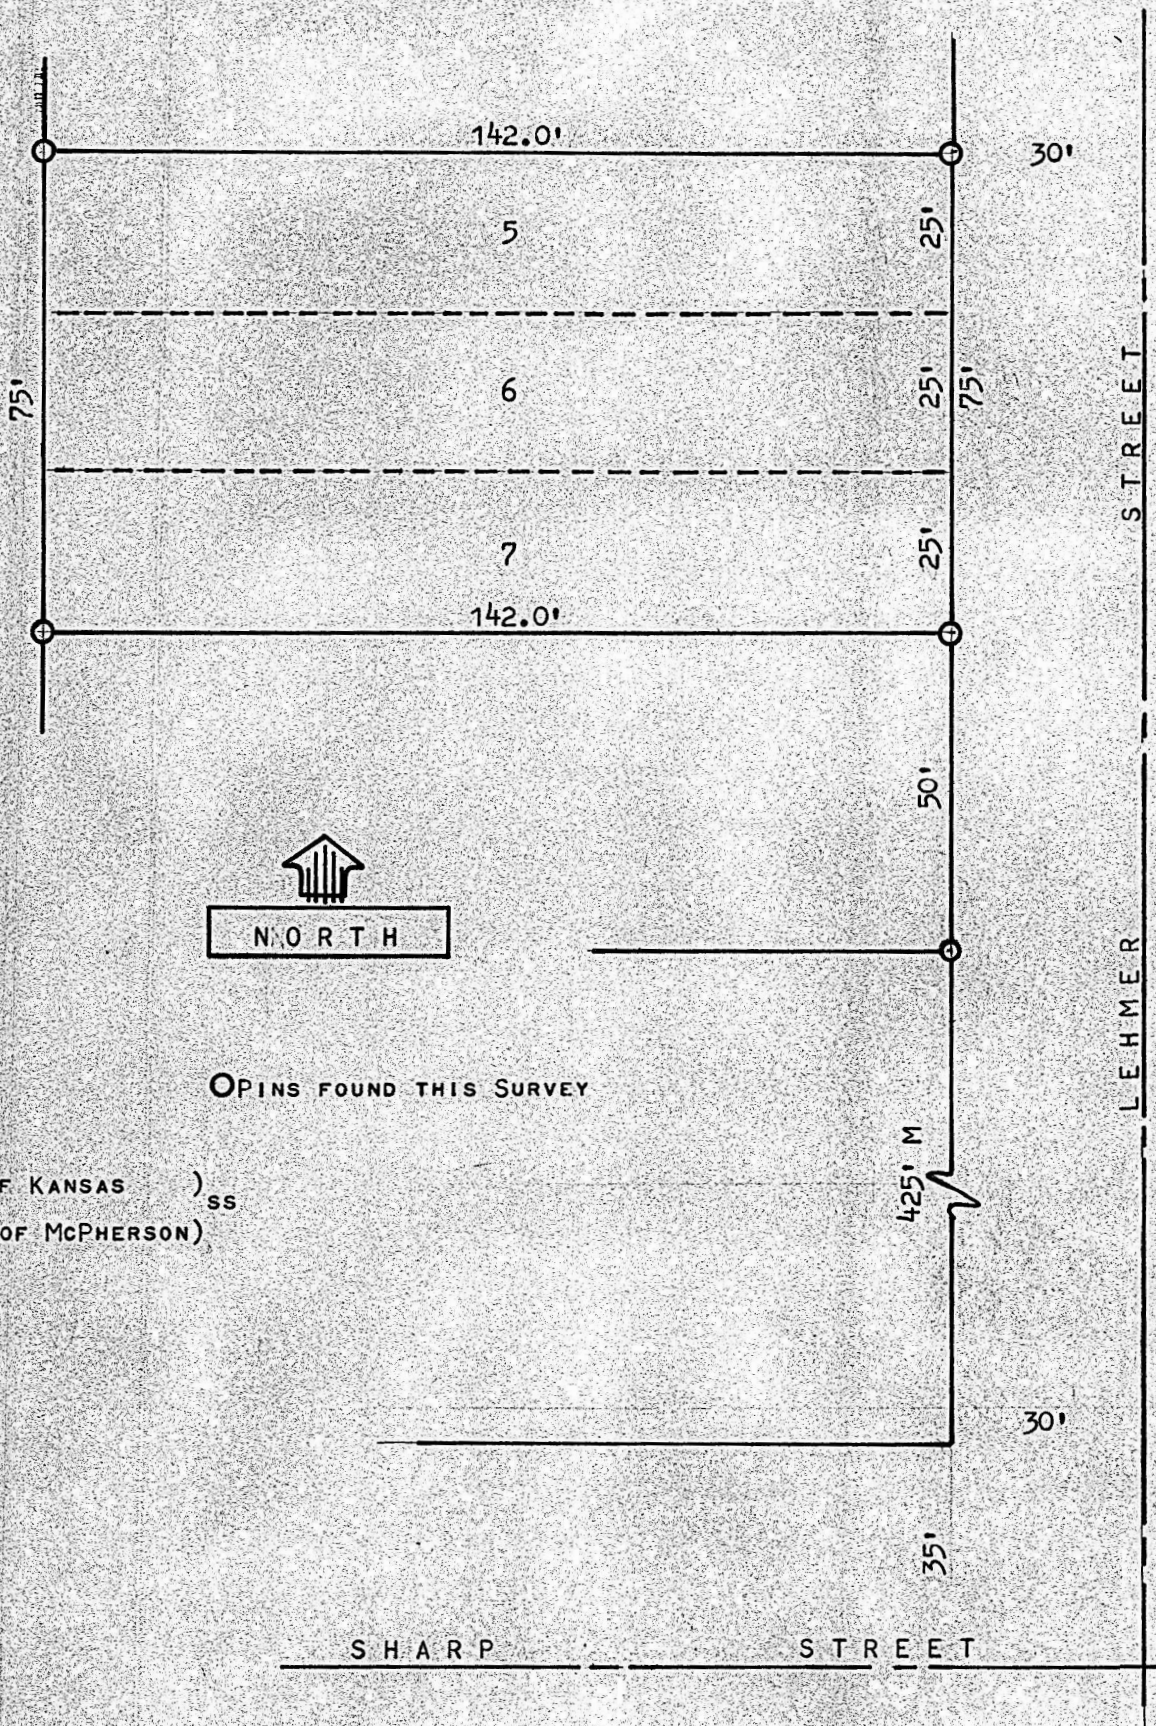 142.0'
30'
5
25'
75'
6
25'
75'
STREET
7
25'
142.0'
50'
NORTH
LEHMER
O PINS FOUND THIS SURVEY
425' M
F KANSAS )
SS
OF MCPHERSON)
30'
35'
SHARP STREET